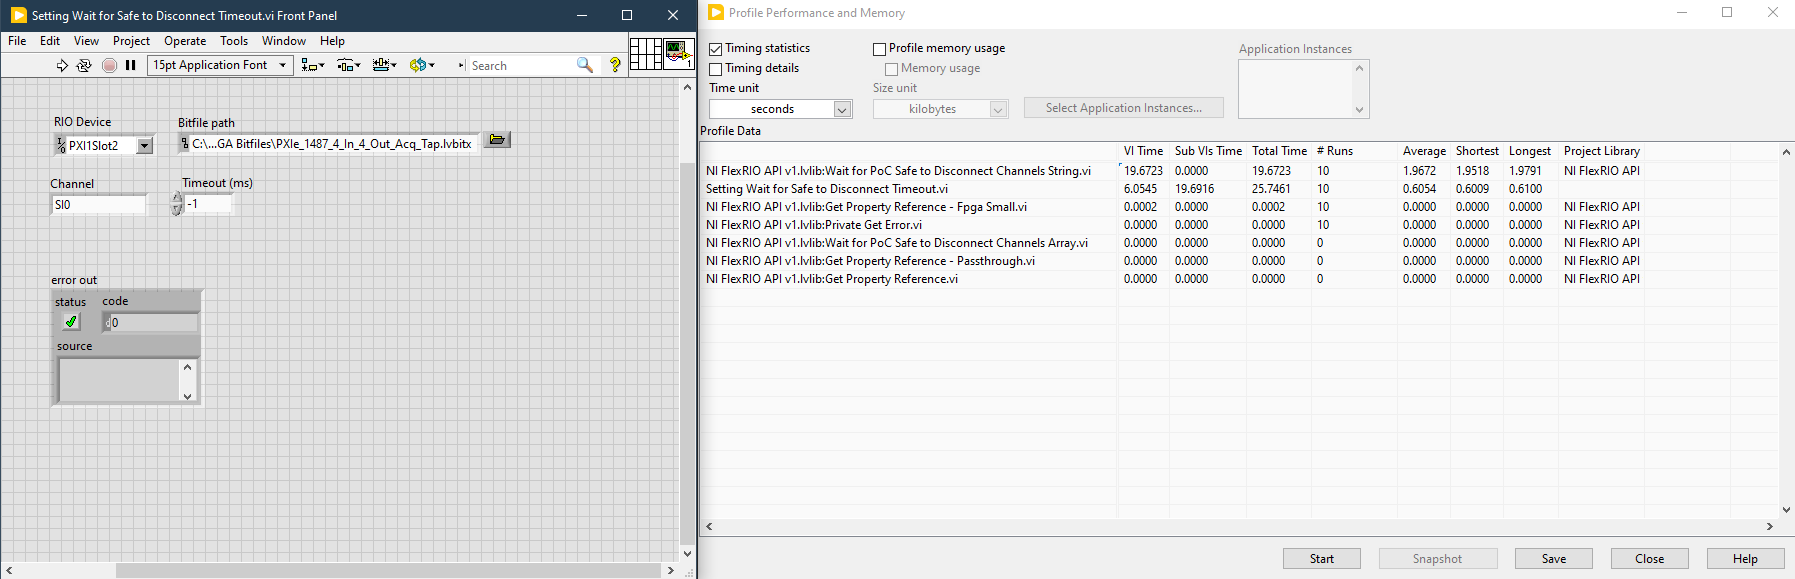 Setting Wait for Safe to Disconnect Timeout.vi Front Panel
File Edit View Project Operate Tools Window Help
15pt Application Font
Search
?
1
RIO Device
Bitfile path
PXI1Slot2
C:\...GA Bitfiles\PXIe_1487_4_In_4_Out_Acq_Tap.lvbitx
Channel
Timeout (ms)
SI0
-1
error out
status code
d0
source
Profile Performance and Memory
Timing statistics
Profile memory usage
Application Instances
Timing details
Memory usage
Time unit
Size unit
seconds
kilobytes
Select Application Instances...
Profile Data
VI Time Sub VIs Time Total Time # Runs Average Shortest Longest Project Library
NI FlexRIO API v1.lvlib:Wait for PoC Safe to Disconnect Channels String.vi 19.6723 0.0000 19.6723 10 1.9672 1.9518 1.9791 NI FlexRIO API
Setting Wait for Safe to Disconnect Timeout.vi 6.0545 19.6916 25.7461 10 0.6054 0.6009 0.6100
NI FlexRIO API v1.lvlib:Get Property Reference - Fpga Small.vi 0.0002 0.0000 0.0002 10 0.0000 0.0000 0.0000 NI FlexRIO API
NI FlexRIO API v1.lvlib:Private Get Error.vi 0.0000 0.0000 0.0000 10 0.0000 0.0000 0.0000 NI FlexRIO API
NI FlexRIO API v1.lvlib:Wait for PoC Safe to Disconnect Channels Array.vi 0.0000 0.0000 0.0000 0 0.0000 0.0000 0.0000 NI FlexRIO API
NI FlexRIO API v1.lvlib:Get Property Reference - Passthrough.vi 0.0000 0.0000 0.0000 0 0.0000 0.0000 0.0000 NI FlexRIO API
NI FlexRIO API v1.lvlib:Get Property Reference.vi 0.0000 0.0000 0.0000 0 0.0000 0.0000 0.0000 NI FlexRIO API
Start
Snapshot
Save
Close
Help